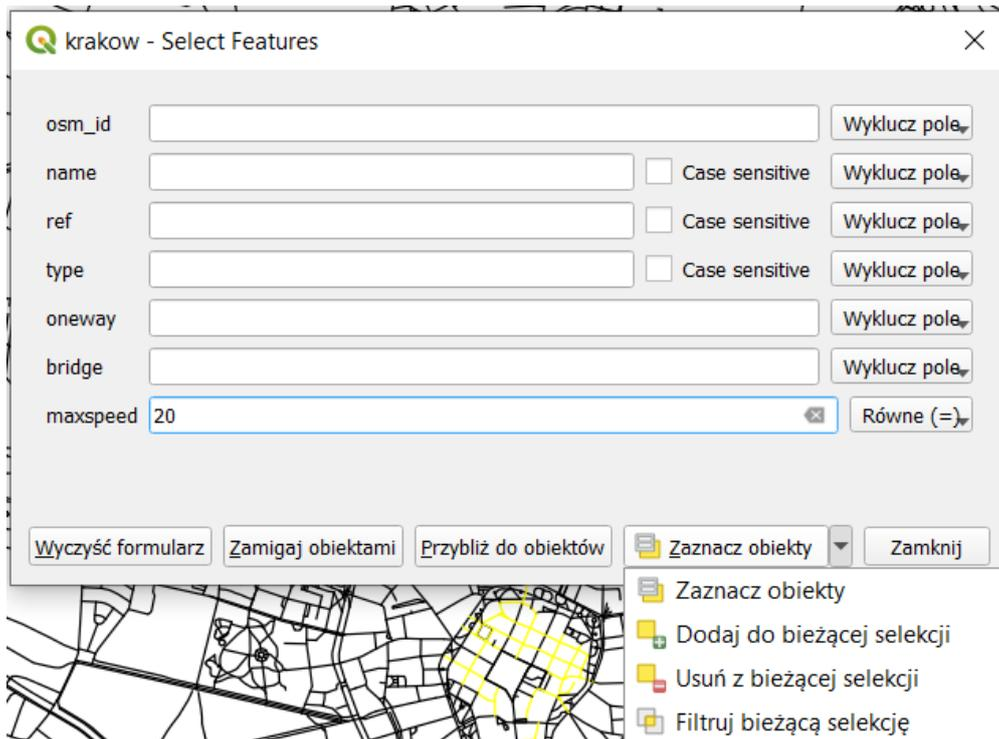 krakow - Select Features
osm_id Wyklucz pole
name Case sensitive Wyklucz pole
ref Case sensitive Wyklucz pole
type Case sensitive Wyklucz pole
oneway Wyklucz pole
bridge Wyklucz pole
maxspeed 20 Równe (=)
Wyczyść formularz Zamigaj obiektami Przybliż do obiektów Zaznacz obiekty Zamknij
Zaznacz obiekty
Dodaj do bieżącej selekcji
Usuń z bieżącej selekcji
Filtruj bieżącą selekcję